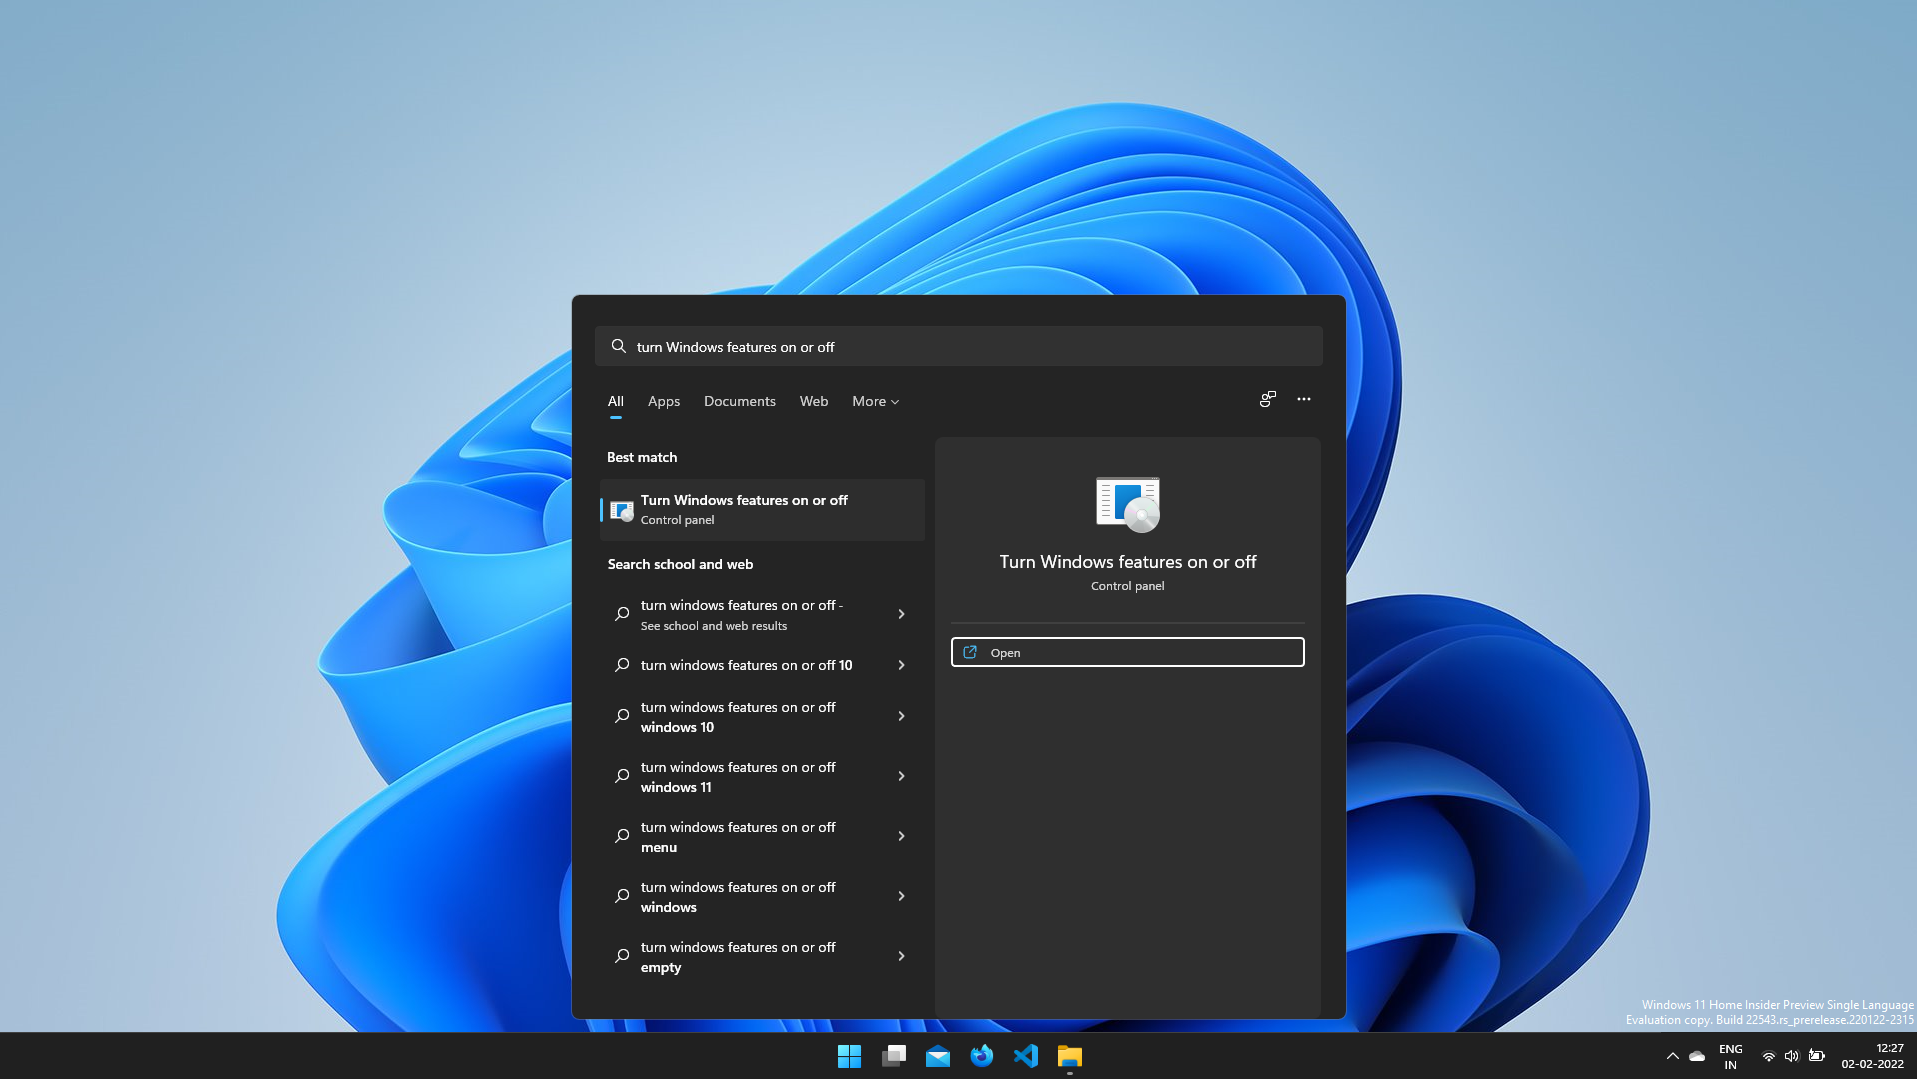 turn Windows features on or off
All Apps Documents Web More
Best match
Turn Windows features on or off
Control panel
Search school and web
turn windows features on or off -
See school and web results
turn windows features on or off 10
turn windows features on or off
windows 10
turn windows features on or off
windows 11
turn windows features on or off
menu
turn windows features on or off
windows
turn windows features on or off
empty
Turn Windows features on or off
Control panel
Open
Windows 11 Home Insider Preview Single Language
Evaluation copy. Build 22543.rs_prerelease.220122-2315
ENG
IN
12:27
02-02-2022